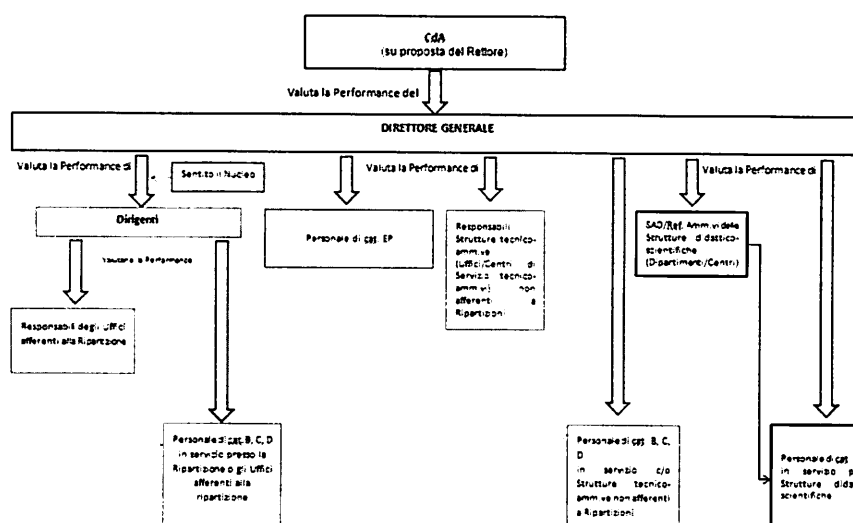 CdA
(su proposta del Rettore)
Valuta la Performance del
DIRETTORE GENERALE
Valuta la Performance di
Sentito il Nucleo
Valuta la Performance di
Valuta la Performance di
Dirigenti
Personale di cat. EP
Responsabili
Strutture tecnico-
amm.ve
(Uffici/Centri di
Servizio tecnico-
amm.vi) non
afferenti a
Ripartizioni
SAD/Ref. Amm.vi delle
Strutture didattico-
scientifiche
(Dipartimenti/Centri)
Valutano la Performance
Responsabili degli Uffici
afferenti alla Ripartizione
Personale di cat. B, C, D
in servizio presso la
Ripartizione o gli Uffici
afferenti alla
ripartizione
Personale di cat. B, C,
D
in servizio c/o
Strutture tecnico-
amm.ve non afferenti
a Ripartizioni
Personale di cat
in servizio p
Strutture dida
scientifiche